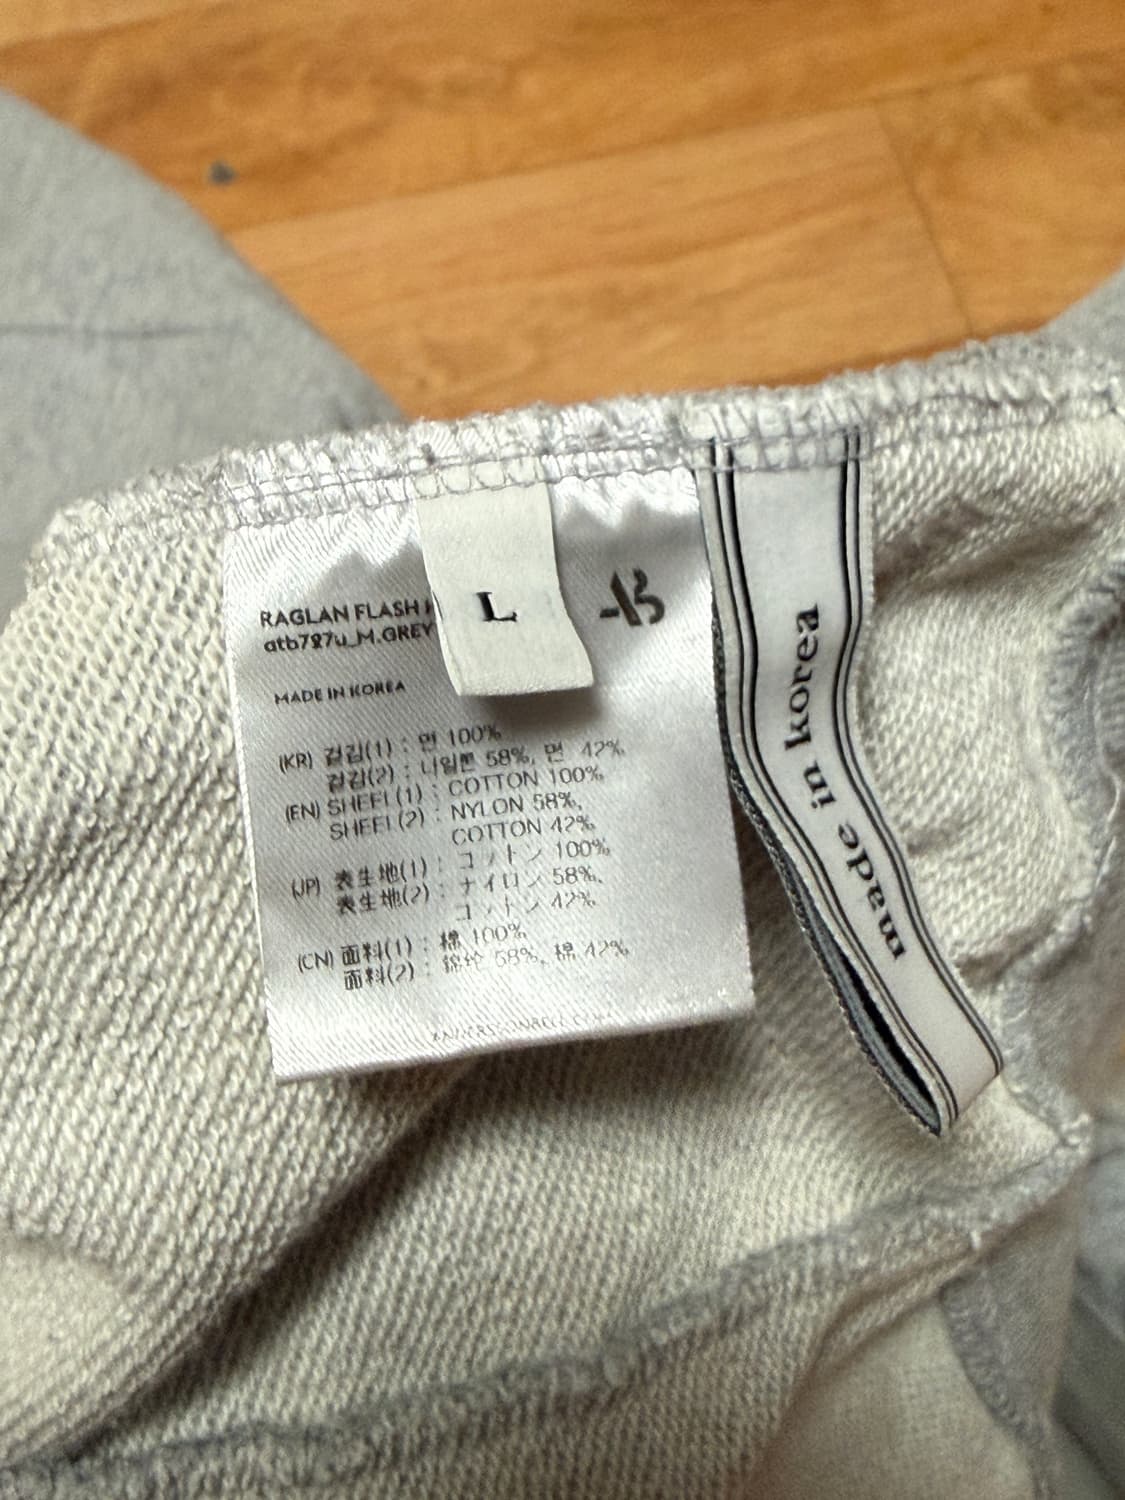 RAGLAN FLASH
atb797u_M.GREY
L
MADE IN KOREA
(KR) 겉감(1) : 면 100%
겉감(2) : 나일론 58%, 면 42%
(EN) SHEEL(1) : COTTON 100%
SHEEL(2) : NYLON 58%,
COTTON 42%
(JP) 表生地(1) : コットン 100%
表生地(2) : ナイロン 58%、
コットン 42%
(CN) 面料(1) : 棉 100%
面料(2) : 锦纶 58%、棉 42%
made in korea